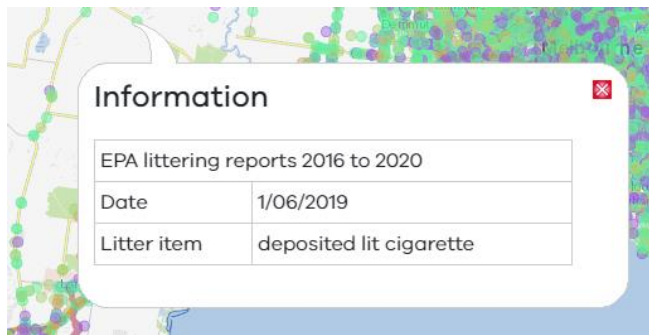 Information
EPA littering reports 2016 to 2020
Date 1/06/2019
Litter item deposited lit cigarette